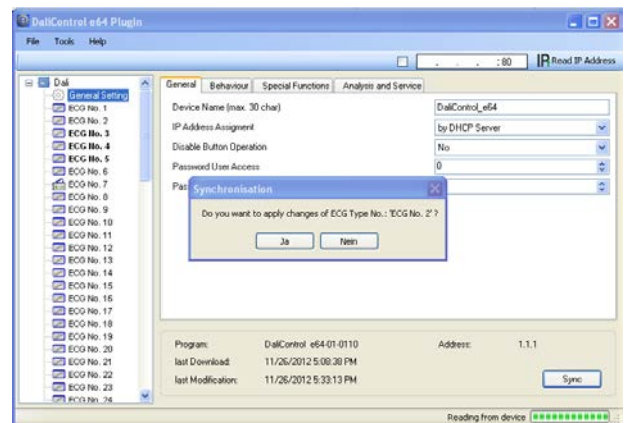 DaliControl e64 Plugin
File Tools Help
. . . :80 Read IP Address
Dali
General Setting
ECG No. 1
ECG No. 2
ECG No. 3
ECG No. 4
ECG No. 5
ECG No. 6
ECG No. 7
ECG No. 8
ECG No. 9
ECG No. 10
ECG No. 11
ECG No. 12
ECG No. 13
ECG No. 14
ECG No. 15
ECG No. 16
ECG No. 17
ECG No. 18
ECG No. 19
ECG No. 20
ECG No. 21
ECG No. 22
ECG No. 23
ECG No. 24
General Behaviour Special Functions Analysis and Service
Device Name (max. 30 char) DaliControl_e64
IP Address Assigment by DHCP Server
Disable Button Operation No
Password User Access 0
Synchronisation
Do you want to apply changes of ECG Type No.: 'ECG No. 2' ?
Ja Nein
Program: DaliControl e64-01-0110 Address: 1.1.1
last Download: 11/26/2012 5:08:38 PM
last Modification: 11/26/2012 5:33:13 PM
Sync
Reading from device